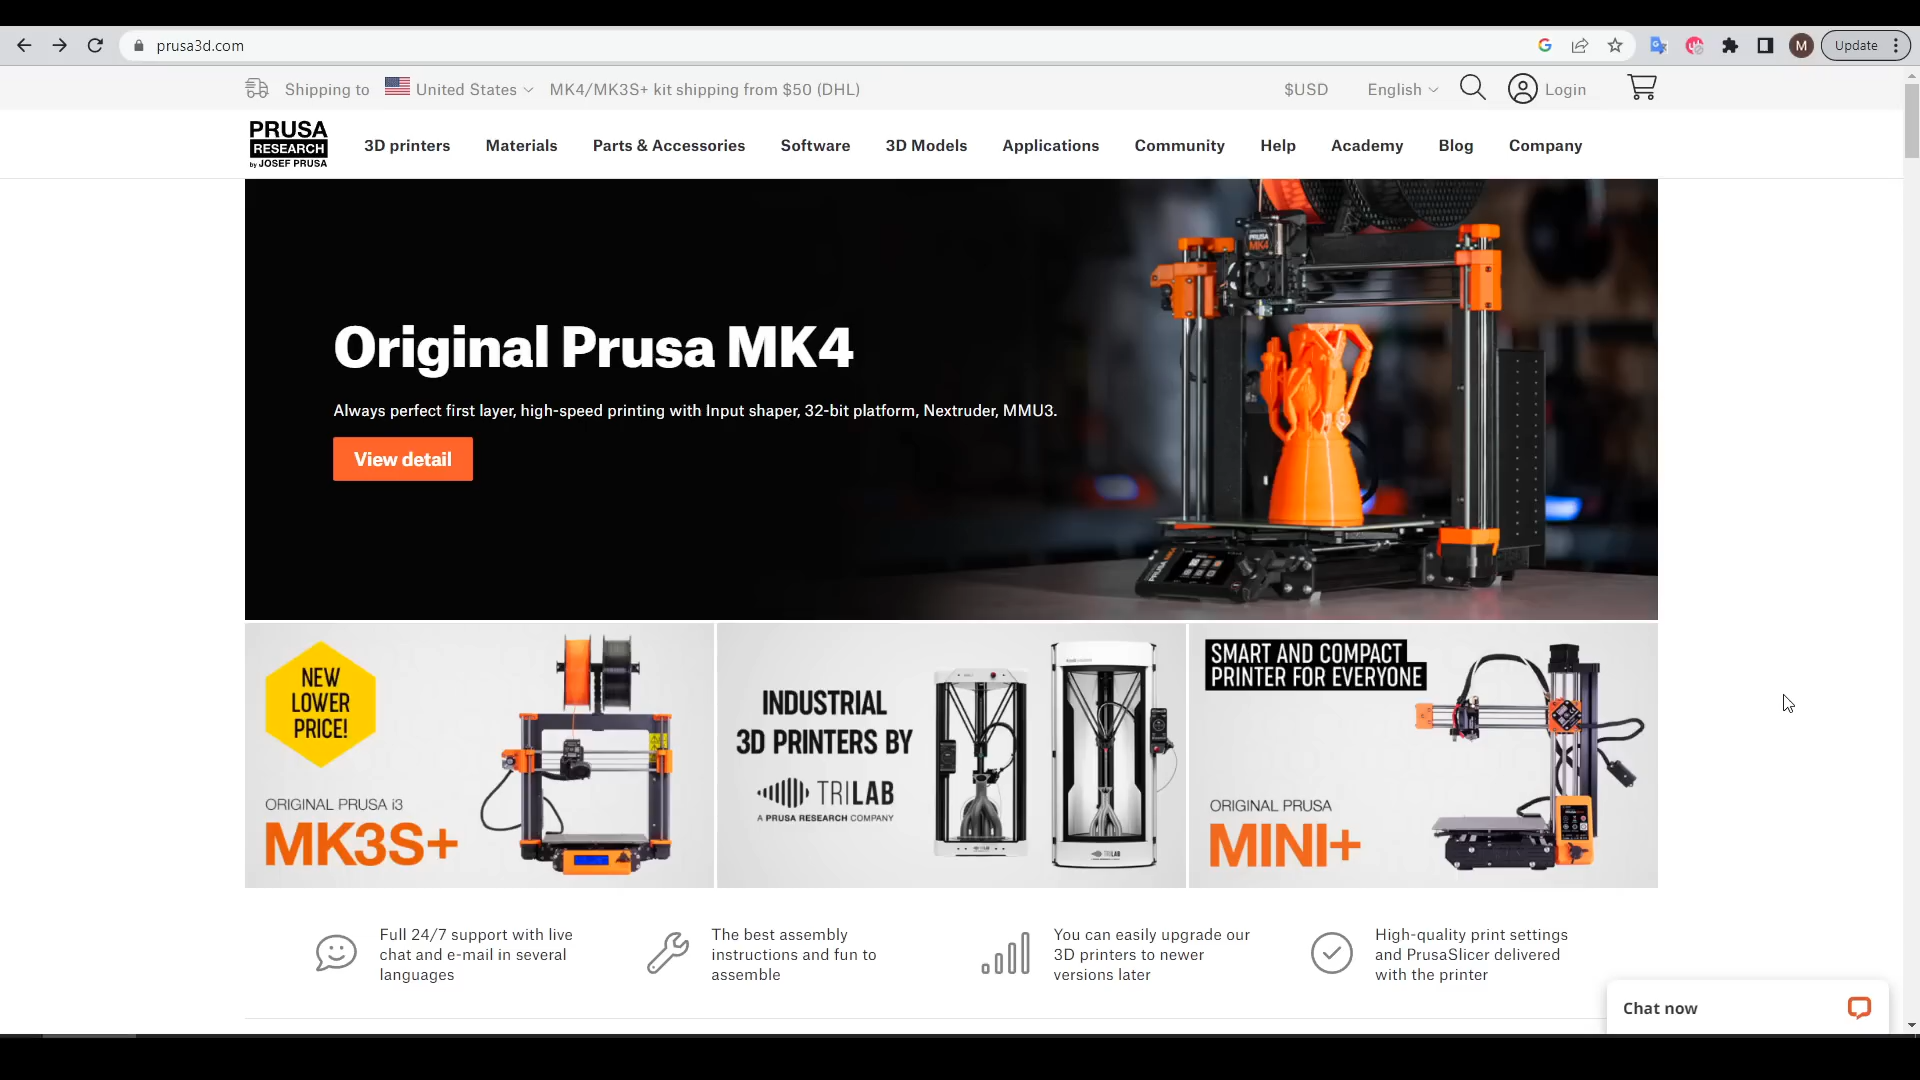 prusa3d.com
M
Update
Shipping to United States MK4/MK3S+ kit shipping from $50 (DHL)
$USD English Login
PRUSA
RESEARCH
by JOSEF PRUSA
3D printers Materials Parts & Accessories Software 3D Models Applications Community Help Academy Blog Company
Original Prusa MK4
Always perfect first layer, high-speed printing with Input shaper, 32-bit platform, Nextruder, MMU3.
View detail
PRUSA
MK4
PRUSA MK4
NEW
LOWER
PRICE!
ORIGINAL PRUSA i3
MK3S+
INDUSTRIAL
3D PRINTERS BY
TRILAB
A PRUSA RESEARCH COMPANY
TRILAB
SMART AND COMPACT
PRINTER FOR EVERYONE
ORIGINAL PRUSA
MINI+
Full 24/7 support with live
chat and e-mail in several
languages
The best assembly
instructions and fun to
assemble
You can easily upgrade our
3D printers to newer
versions later
High-quality print settings
and PrusaSlicer delivered
with the printer
Chat now